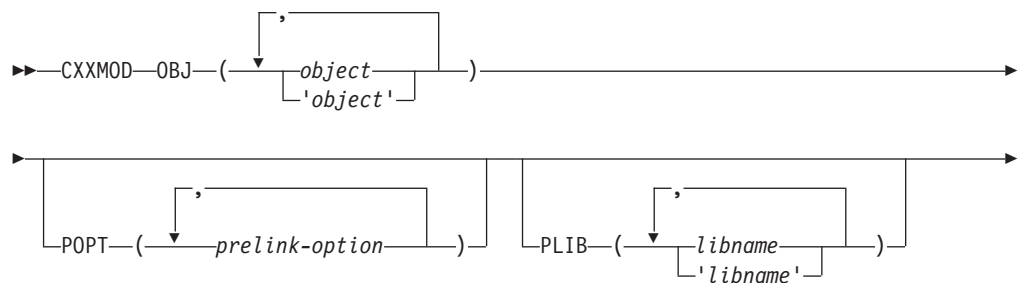 ,
CXXMOD OBJ ( object )
'object'
, ,
POPT ( prelink-option ) PLIB ( libname )
'libname'